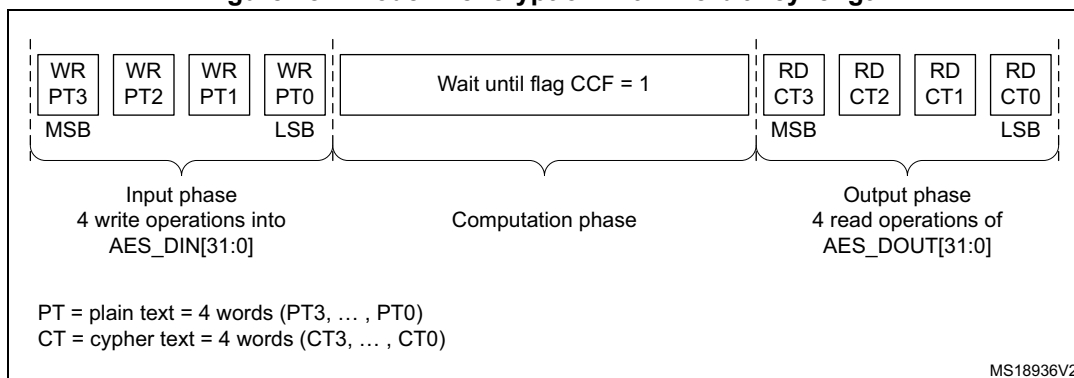 WR WR WR WR Wait until flag CCF = 1 RD RD RD RD
PT3 PT2 PT1 PT0 CT3 CT2 CT1 CT0
MSB LSB MSB LSB
Input phase
4 write operations into
AES_DIN[31:0]
Computation phase
Output phase
4 read operations of
AES_DOUT[31:0]
PT = plain text = 4 words (PT3, … , PT0)
CT = cypher text = 4 words (CT3, … , CT0)
MS18936V2